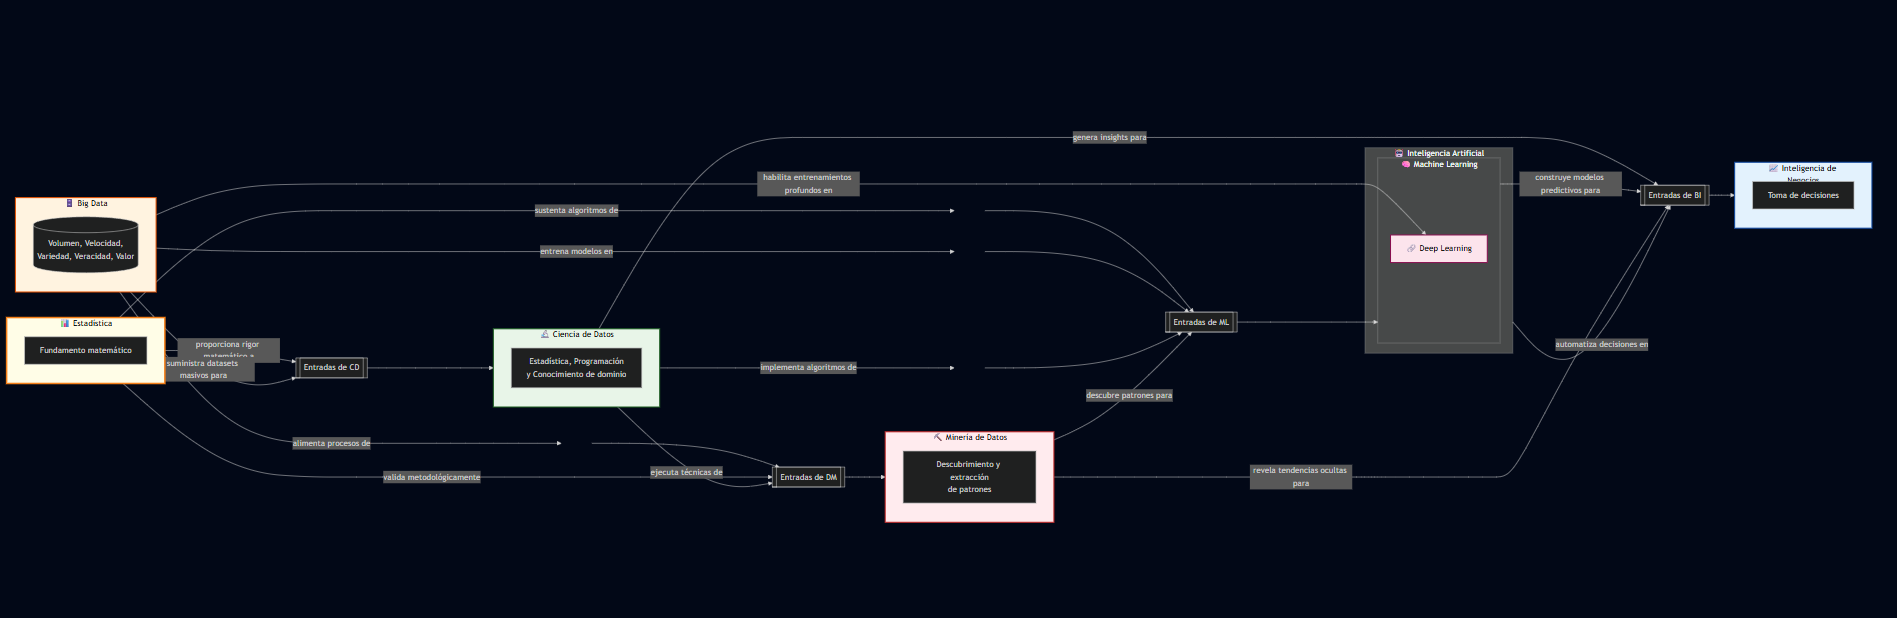 genera insights para
Inteligencia Artificial
Machine Learning
habilita entrenamientos
profundos en
construye modelos
predictivos para
Inteligencia de
Negocios
Toma de decisiones
Entradas de BI
Big Data
Volumen, Velocidad,
Variedad, Veracidad, Valor
sustenta algoritmos de
entrena modelos en
Deep Learning
Estadística
Fundamento matemático
proporciona rigor
matemático a
suministra datasets
masivos para
Entradas de CD
Ciencia de Datos
Estadística, Programación
y Conocimiento de dominio
implementa algoritmos de
Entradas de ML
automatiza decisiones en
descubre patrones para
alimenta procesos de
valida metodológicamente
ejecuta técnicas de
Entradas de DM
Minería de Datos
Descubrimiento y
extracción
de patrones
revela tendencias ocultas
para